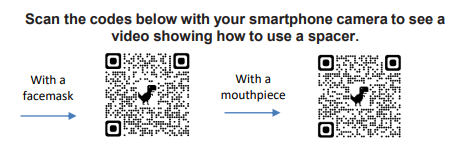 Scan the codes below with your smartphone camera to see a
video showing how to use a spacer.
With a
facemask
With a
mouthpiece